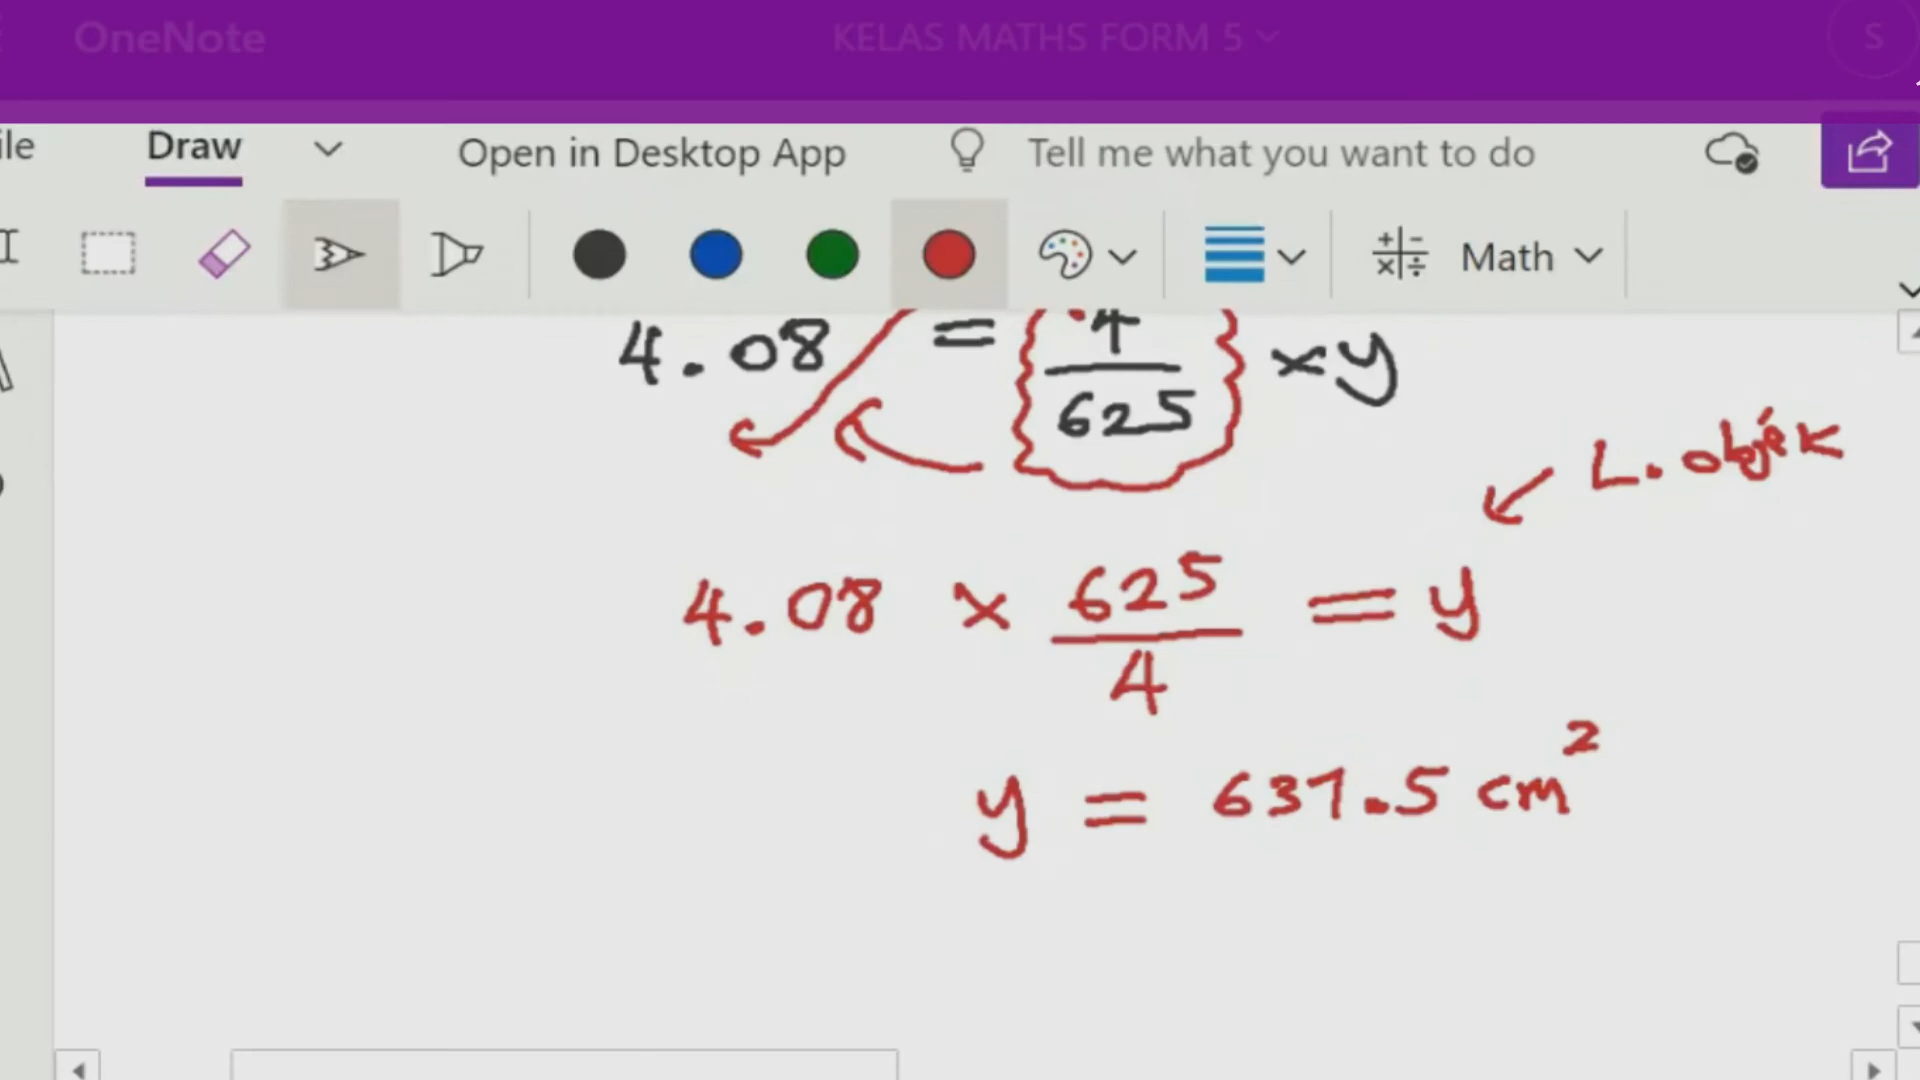 OneNote KELAS MATHS FORM 5 S
ile Draw Open in Desktop App Tell me what you want to do
Math
4.08 = 4/625 × y
L. objek
4.08 × 625/4 = y
y = 637.5 cm²